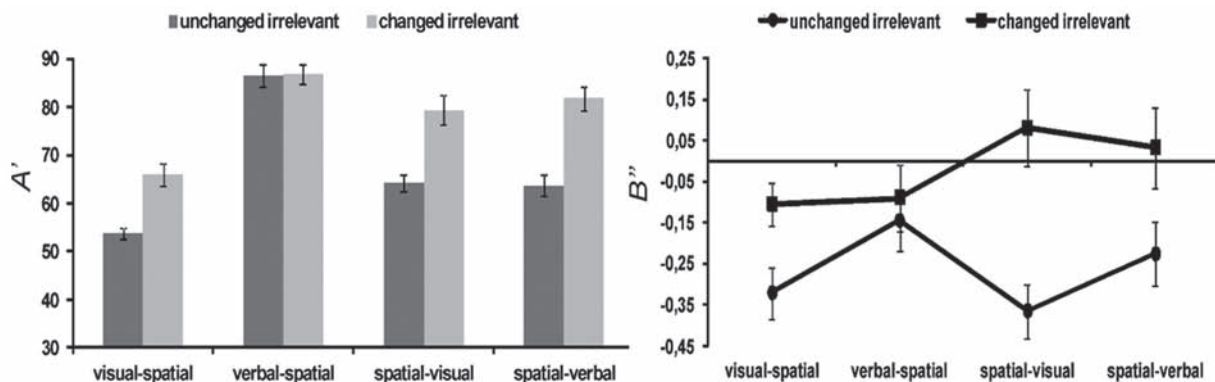 unchanged irrelevant changed irrelevant
90
80
70
60
50
40
30
A’
visual-spatial verbal-spatial spatial-visual spatial-verbal
unchanged irrelevant changed irrelevant
0,25
0,15
0,05
-0,05
-0,15
-0,25
-0,35
-0,45
B’’
visual-spatial verbal-spatial spatial-visual spatial-verbal